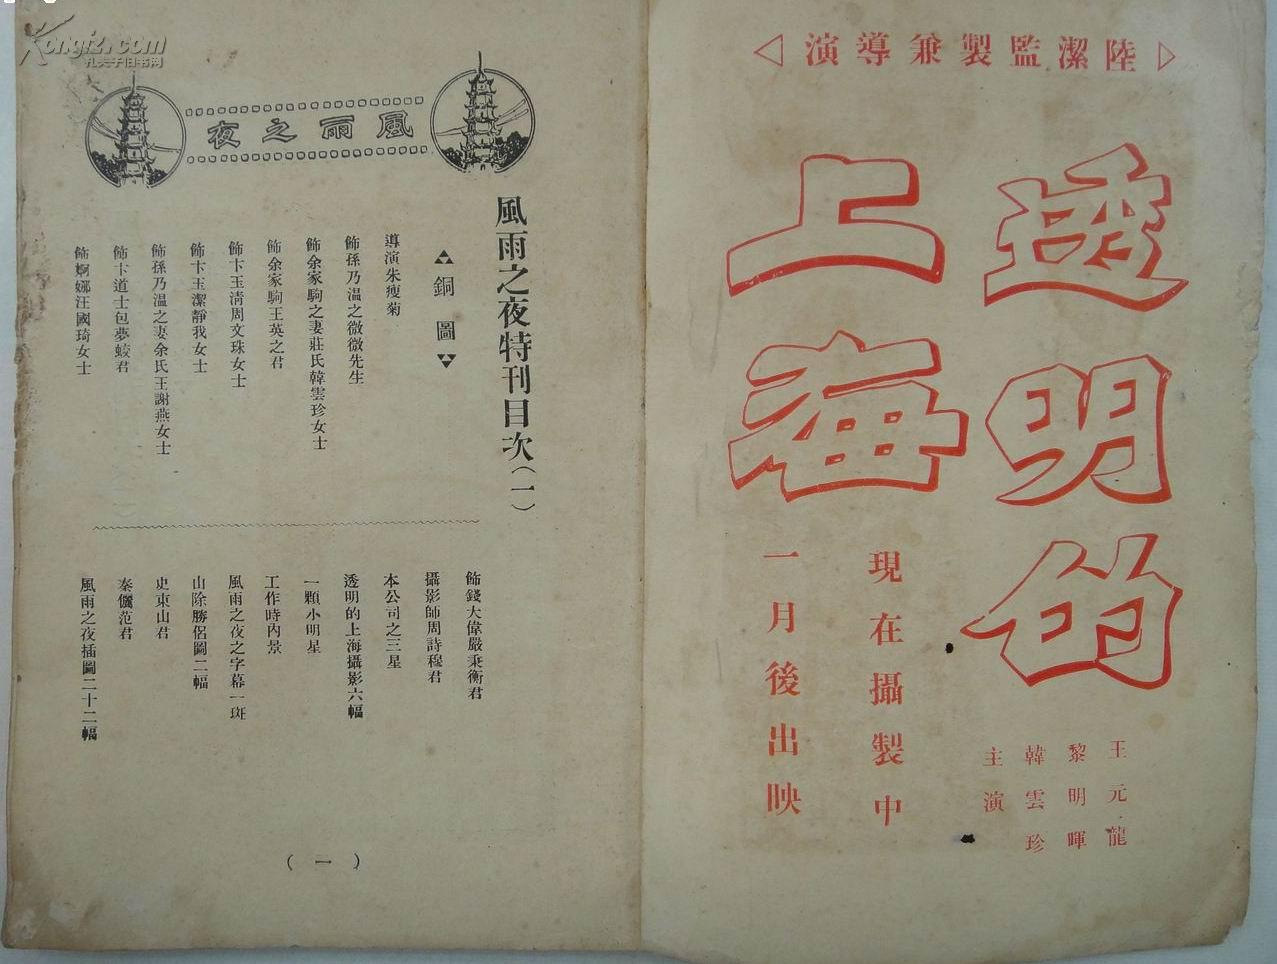 陸潔監製兼導演
透明的
上海
現在攝製中
一月後出映
王元龍
黎明暉
韓雲珍
主演
Kongfz.com
孔夫子旧书网
風雨之夜
風雨之夜特刊目次(一)
銅圖
導演朱瘦菊
飾孫乃温之微微先生
飾余家駒之妻莊氏韓雲珍女士
飾余家駒王英之君
飾卞玉清周文珠女士
飾卞玉潔靜我女士
飾孫乃温之妻余氏王謝燕女士
飾卞道士包夢蛟君
飾婀娜汪國琦女士
飾錢大偉嚴秉衡君
攝影師周詩穆君
本公司之三星
透明的上海攝影六幅
一顆小明星
工作時內景
風雨之夜之字幕一斑
山陰勝侶圖二幅
史東山君
秦儷范君
風雨之夜插圖二十二幅
(一)